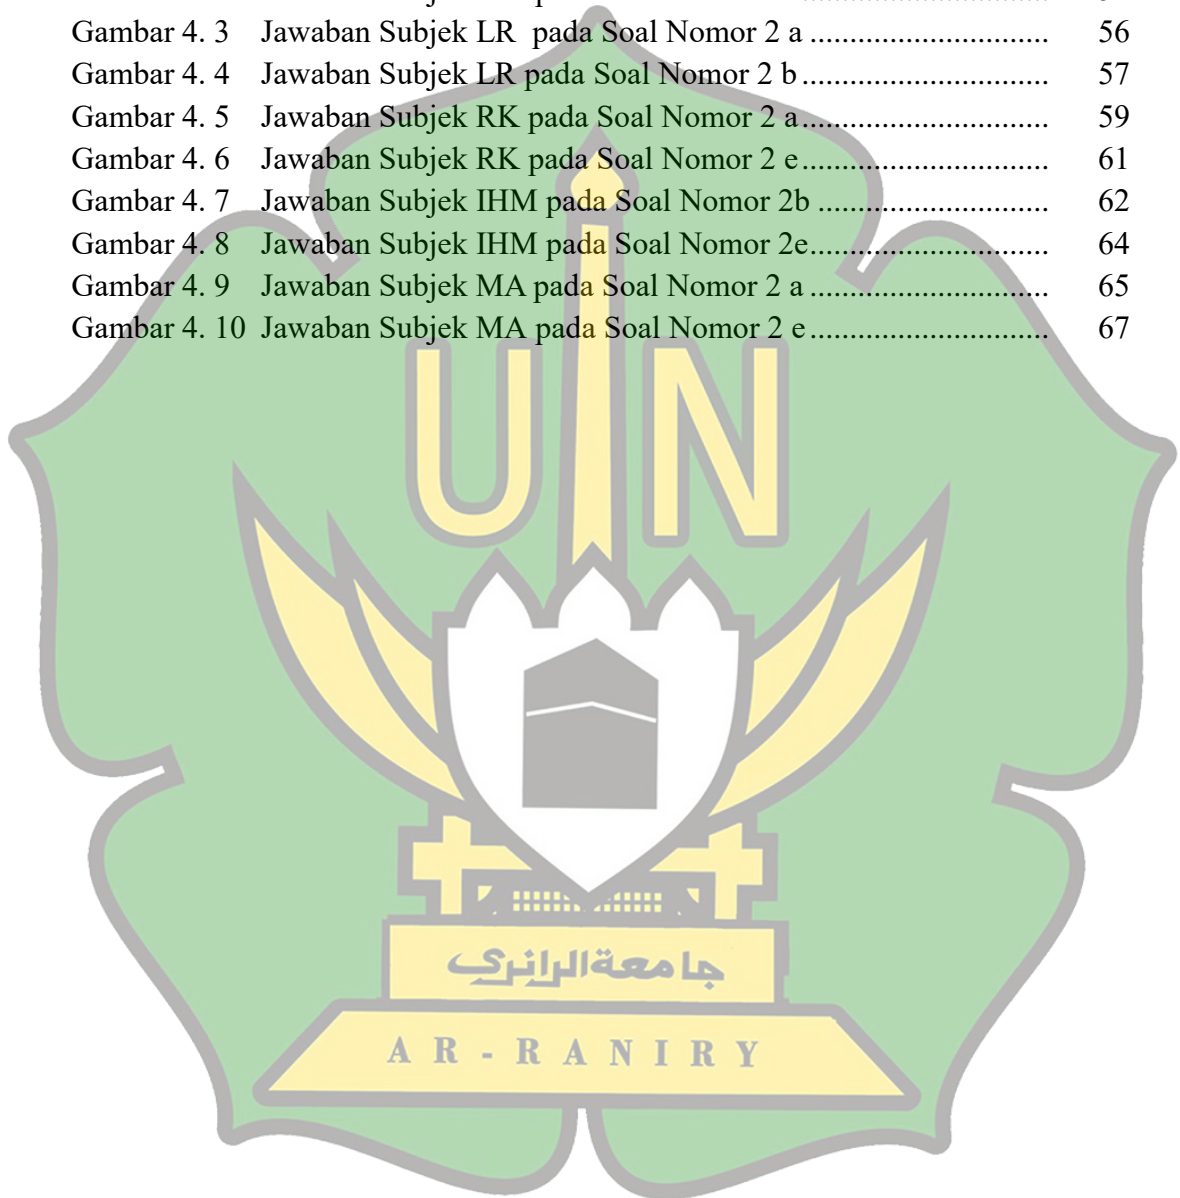 Gambar 4. 3 Jawaban Subjek LR pada Soal Nomor 2 a .............................. 56
Gambar 4. 4 Jawaban Subjek LR pada Soal Nomor 2 b ............................... 57
Gambar 4. 5 Jawaban Subjek RK pada Soal Nomor 2 a ............................... 59
Gambar 4. 6 Jawaban Subjek RK pada Soal Nomor 2 e ............................... 61
Gambar 4. 7 Jawaban Subjek IHM pada Soal Nomor 2b ............................. 62
Gambar 4. 8 Jawaban Subjek IHM pada Soal Nomor 2e .............................. 64
Gambar 4. 9 Jawaban Subjek MA pada Soal Nomor 2 a .............................. 65
Gambar 4. 10 Jawaban Subjek MA pada Soal Nomor 2 e .............................. 67
UIN
جامعة الرانري
AR-RANIRY